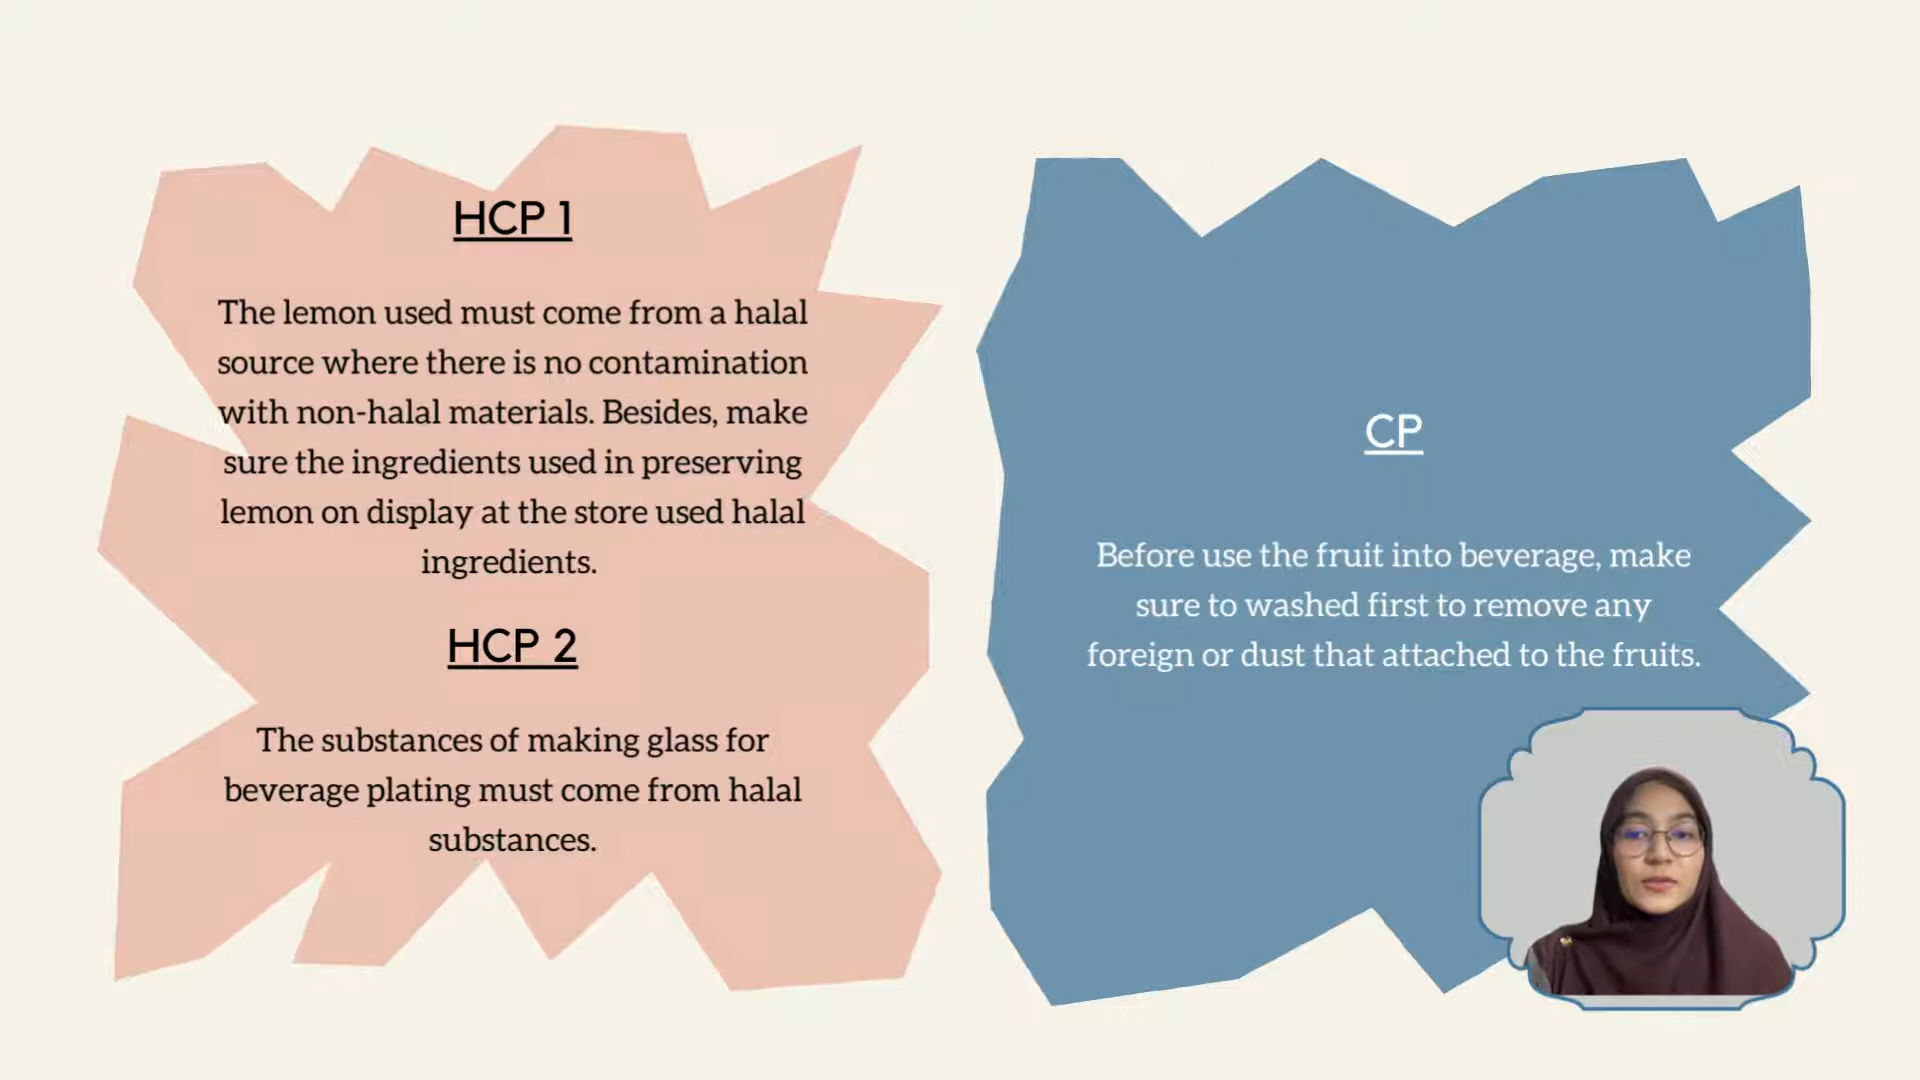 HCP 1
The lemon used must come from a halal
source where there is no contamination
with non-halal materials. Besides, make
sure the ingredients used in preserving
lemon on display at the store used halal
ingredients.
HCP 2
The substances of making glass for
beverage plating must come from halal
substances.
CP
Before use the fruit into beverage, make
sure to washed first to remove any
foreign or dust that attached to the fruits.